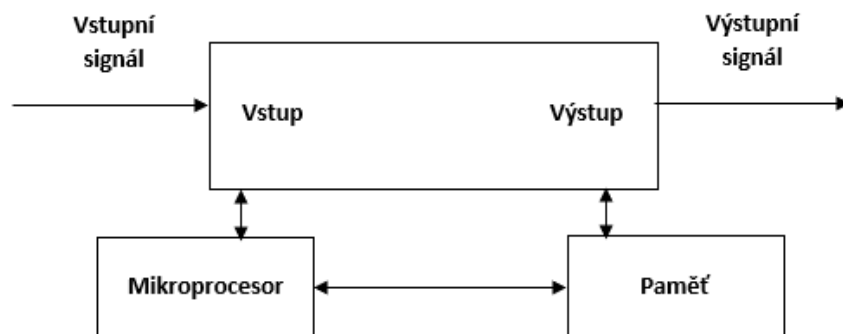 Vstupní
signál
Výstupní
signál
Vstup
Výstup
Mikroprocesor
Paměť